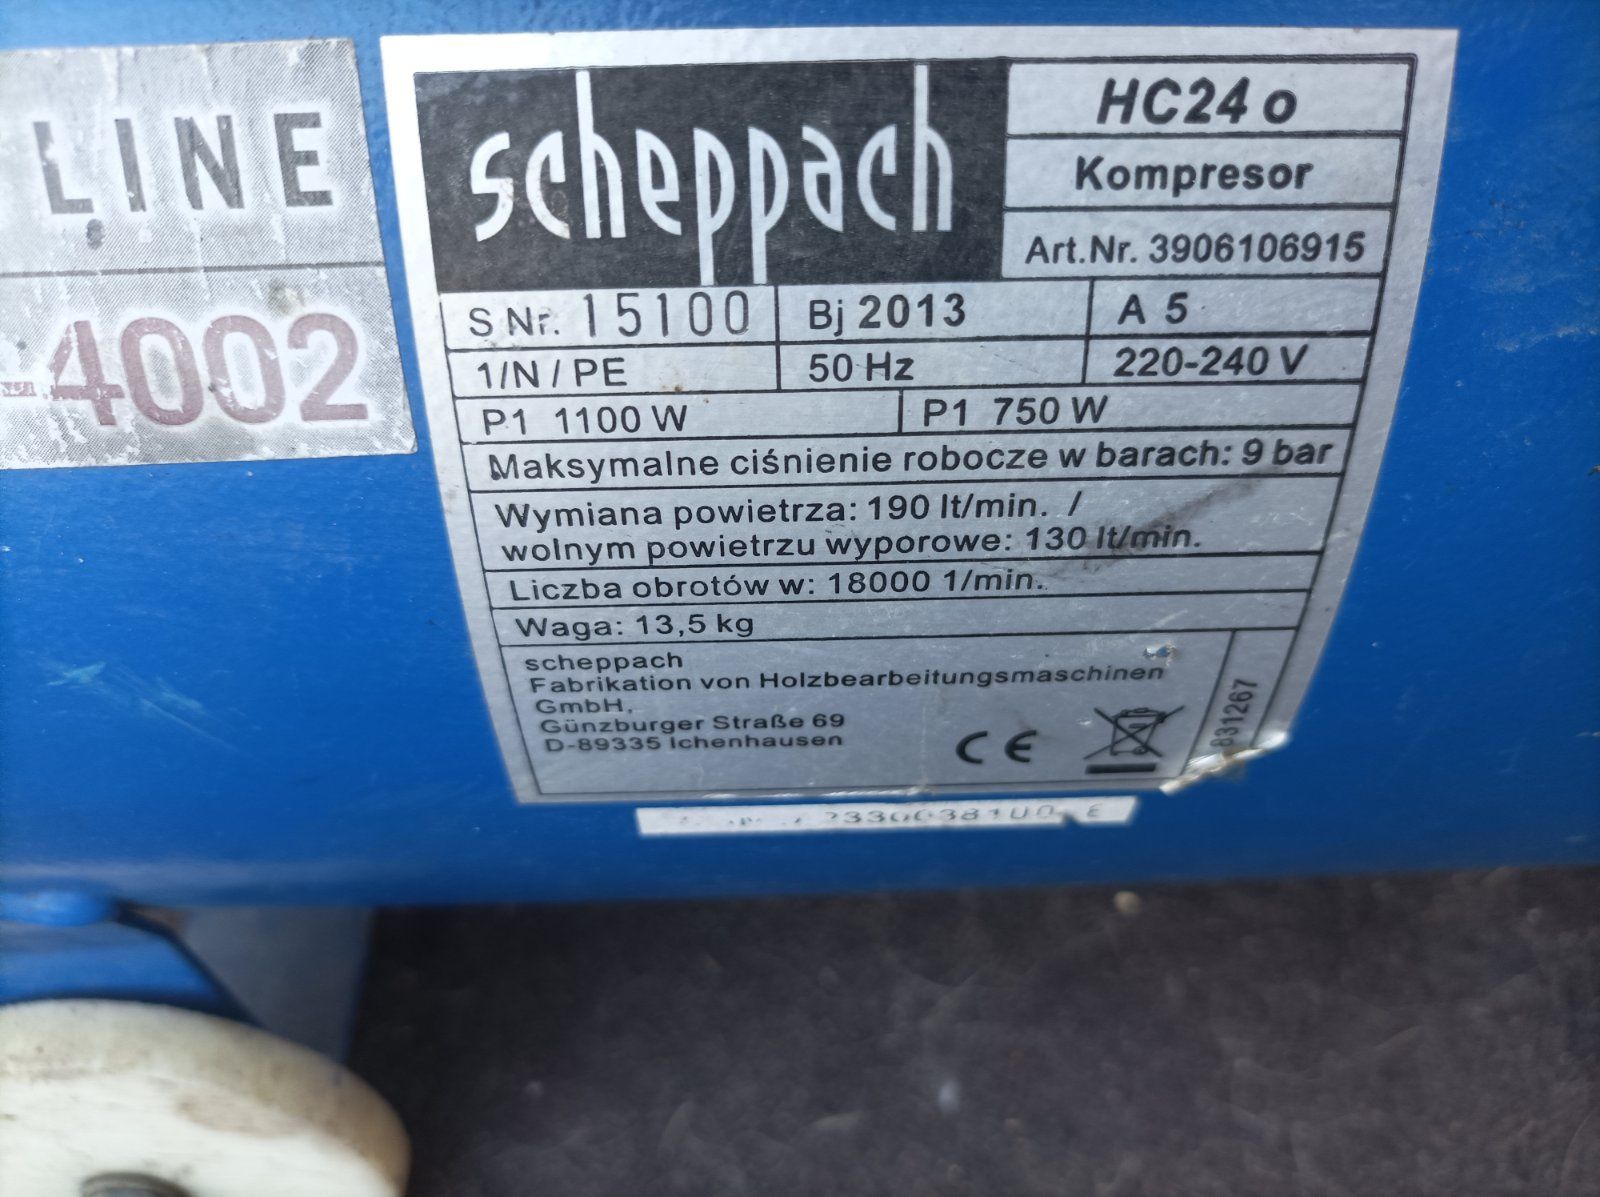 LINE
4002
scheppach
HC24 o
Kompresor
Art.Nr. 3906106915
S Nr. 15100
Bj 2013
A 5
1/N / PE
50 Hz
220-240 V
P1 1100 W
P1 750 W
Maksymalne ciśnienie robocze w barach: 9 bar
Wymiana powietrza: 190 lt/min. /
wolnym powietrzu wyporowe: 130 lt/min.
Liczba obrotów w: 18000 1/min.
Waga: 13,5 kg
scheppach
Fabrikation von Holzbearbeitungsmaschinen
GmbH,
Günzburger Straße 69
D-89335 Ichenhausen
CE
831267